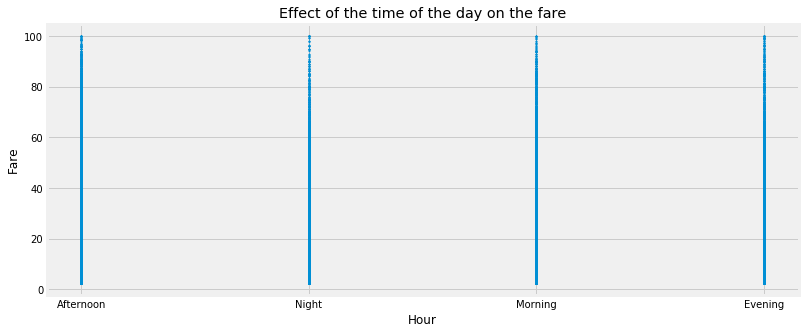 Effect of the time of the day on the fare
100
80
60
40
20
0
Fare
Afternoon Night Morning Evening
Hour